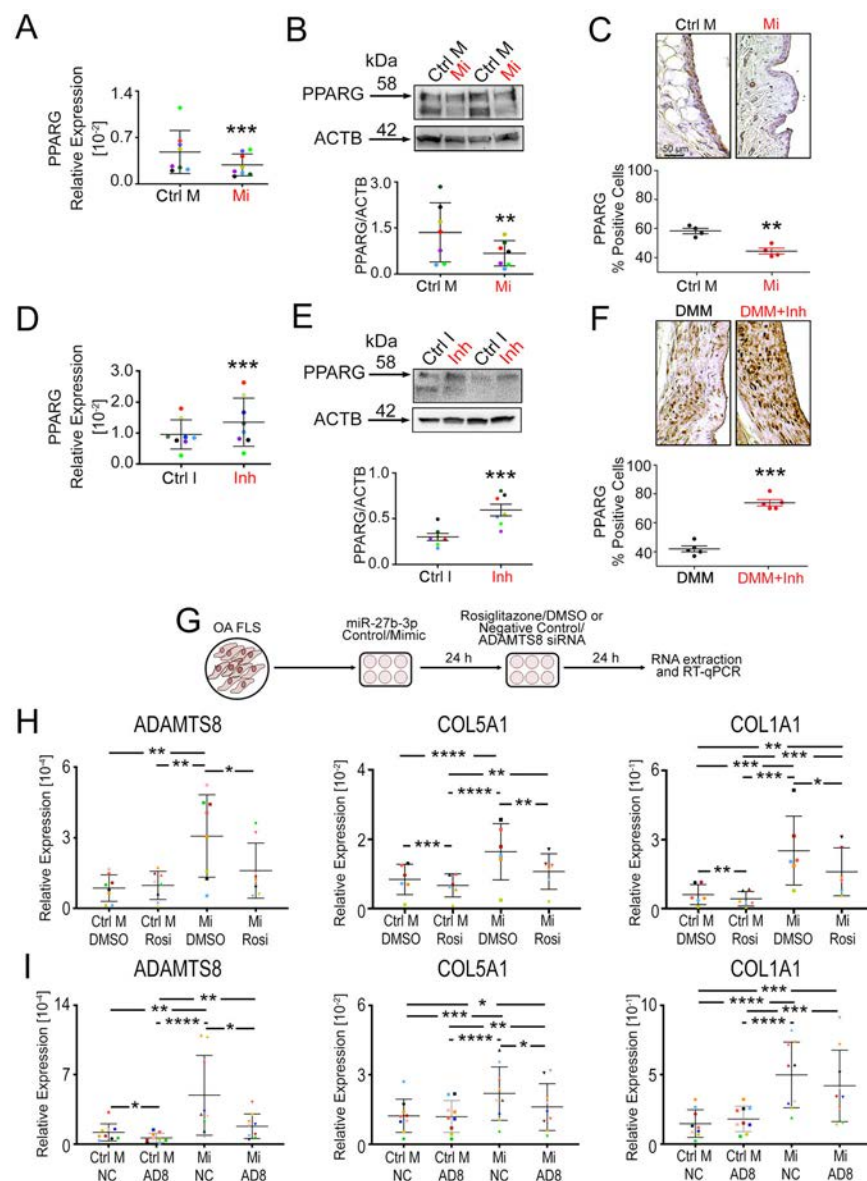 A
PPARG
Relative Expression
[10⁻²]
1.4
0.7
0.0
***
Ctrl M
Mi
B
kDa
Ctrl M
Mi
Ctrl M
Mi
PPARG
58
ACTB
42
PPARG/ACTB
3.0
1.5
0.0
**
Ctrl M
Mi
C
Ctrl M
Mi
50 um
PPARG
% Positive Cells
80
60
40
**
Ctrl M
Mi
D
PPARG
Relative Expression
[10⁻²]
3.0
2.0
1.0
0.0
***
Ctrl I
Inh
E
kDa
Ctrl I
Inh
Ctrl I
Inh
PPARG
58
ACTB
42
PPARG/ACTB
1.0
0.5
0.0
***
Ctrl I
Inh
F
DMM
DMM+Inh
PPARG
% Positive Cells
80
60
40
***
DMM
DMM+Inh
G
OA FLS
miR-27b-3p
Control/Mimic
24 h
Rosiglitazone/DMSO or
Negative Control/
ADAMTS8 siRNA
24 h
RNA extraction
and RT-qPCR
H
ADAMTS8
Relative Expression [10⁻⁴]
6
3
0
**
**
*
Ctrl M Ctrl M Mi Mi
DMSO Rosi DMSO Rosi
COL5A1
Relative Expression [10⁻²]
4
2
0
****
**
****
**
***
Ctrl M Ctrl M Mi Mi
DMSO Rosi DMSO Rosi
COL1A1
Relative Expression [10⁻¹]
6
3
0
**
***
***
***
*
**
Ctrl M Ctrl M Mi Mi
DMSO Rosi DMSO Rosi
I
ADAMTS8
Relative Expression [10⁻⁴]
14
7
0
**
**
****
*
*
Ctrl M Ctrl M Mi Mi
NC AD8 NC AD8
COL5A1
Relative Expression [10⁻²]
6
4
2
0
*
***
**
****
*
Ctrl M Ctrl M Mi Mi
NC AD8 NC AD8
COL1A1
Relative Expression [10⁻¹]
10
5
0
***
****
***
****
Ctrl M Ctrl M Mi Mi
NC AD8 NC AD8